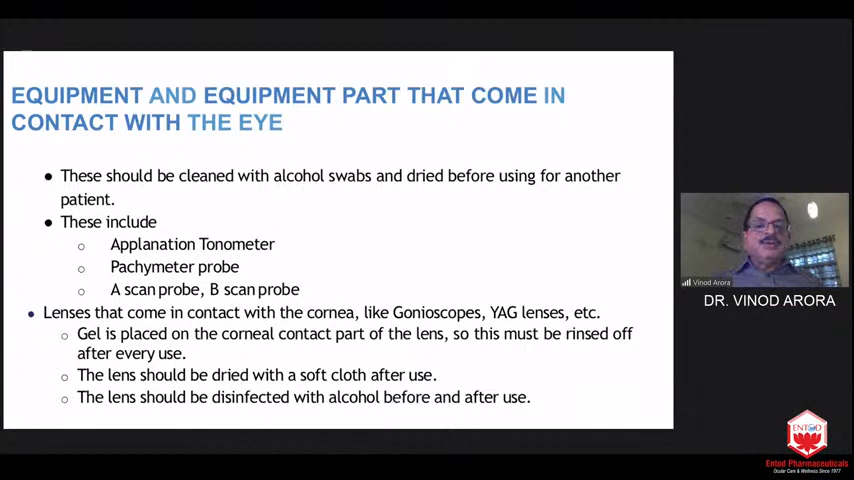 EQUIPMENT AND EQUIPMENT PART THAT COME IN
CONTACT WITH THE EYE
● These should be cleaned with alcohol swabs and dried before using for another
patient.
● These include
○ Applanation Tonometer
○ Pachymeter probe
○ A scan probe, B scan probe
• Lenses that come in contact with the cornea, like Gonioscopes, YAG lenses, etc.
○ Gel is placed on the corneal contact part of the lens, so this must be rinsed off
after every use.
○ The lens should be dried with a soft cloth after use.
○ The lens should be disinfected with alcohol before and after use.
Vinod Arora
DR. VINOD ARORA
ENTOD
Entod Pharmaceuticals
Ocular Care & Wellness Since 1977